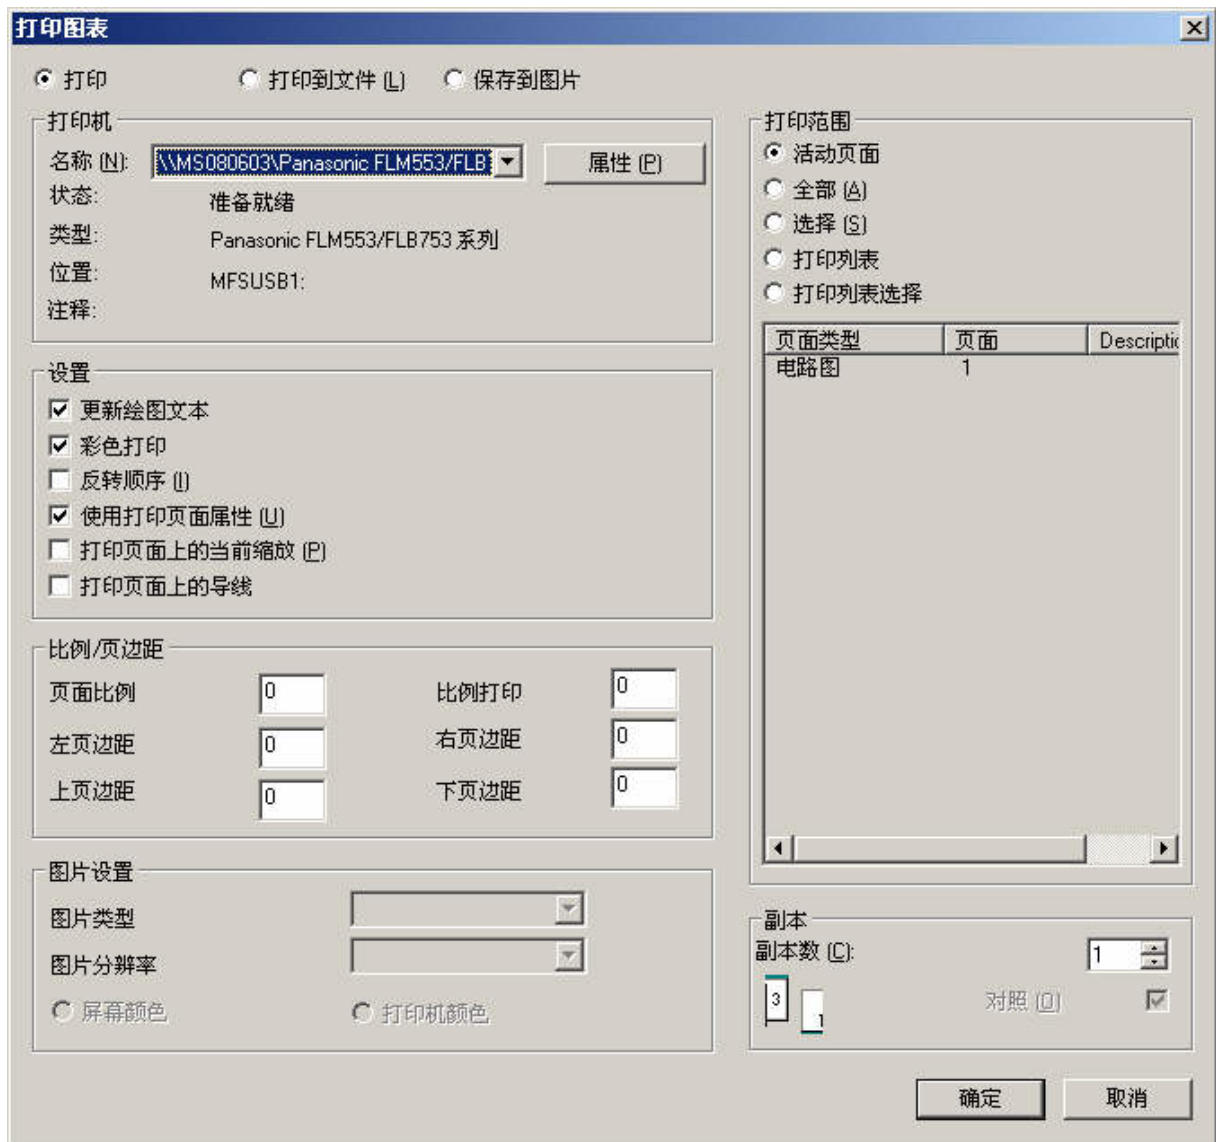 打印图表
打印 打印到文件 (L) 保存到图片
打印机
名称 (N): \\MS080603\Panasonic FLM553/FLB 属性 (P)
状态: 准备就绪
类型: Panasonic FLM553/FLB753 系列
位置: MFSUSB1:
注释:
设置
更新绘图文本
彩色打印
反转顺序 (I)
使用打印页面属性 (U)
打印页面上的当前缩放 (P)
打印页面上的导线
比例/页边距
页面比例 0 比例打印 0
左页边距 0 右页边距 0
上页边距 0 下页边距 0
图片设置
图片类型
图片分辨率
屏幕颜色 打印机颜色
打印范围
活动页面
全部 (A)
选择 (S)
打印列表
打印列表选择
页面类型 页面 Descriptic
电路图 1
副本
副本数 (C): 1
3 1 对照 (O)
确定 取消